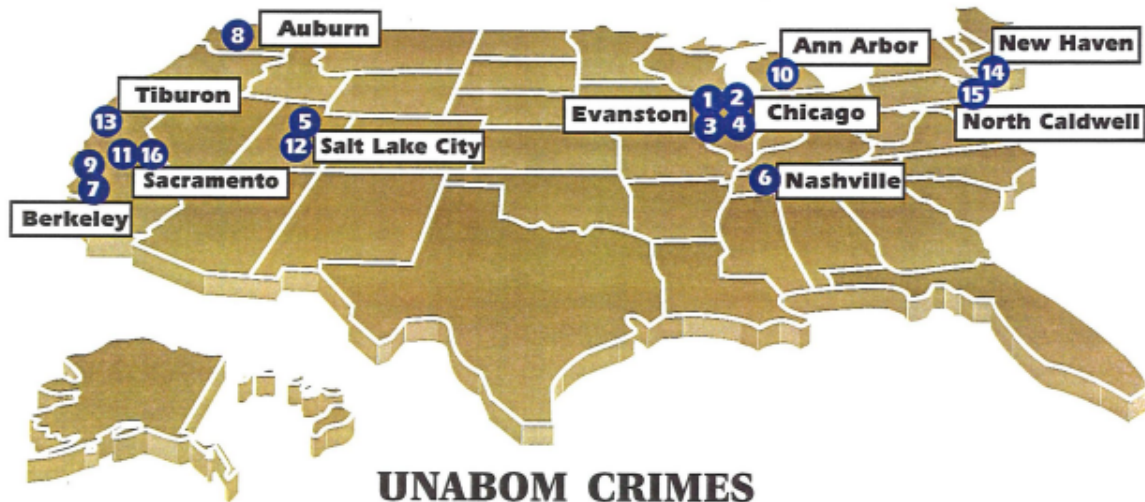 8 Auburn
Ann Arbor
10
New Haven
14
Tiburon
13
5
12 Salt Lake City
Evanston
1 2
3 4
Chicago
15
North Caldwell
11 16
Sacramento
9
7
Berkeley
6 Nashville
UNABOM CRIMES